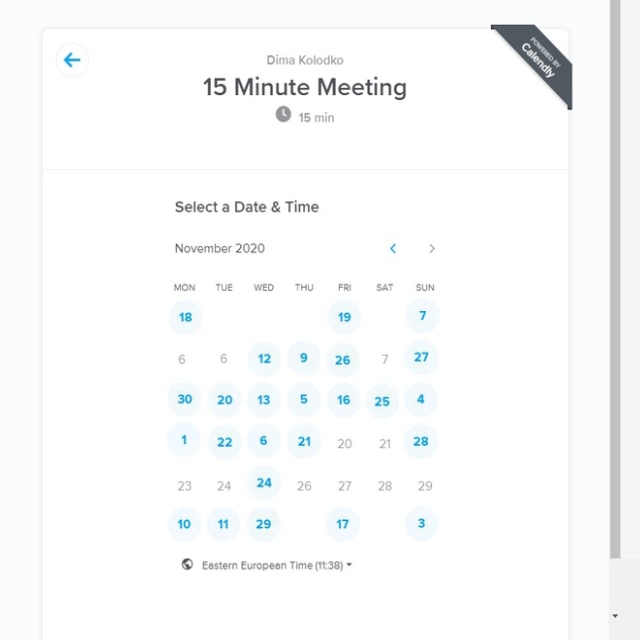 POWERED BY
Calendly
Dima Kolodko
15 Minute Meeting
15 min
Select a Date & Time
November 2020
MON TUE WED THU FRI SAT SUN
18 19 7
6 6 12 9 26 7 27
30 20 13 5 16 25 4
1 22 6 21 20 21 28
23 24 24 26 27 28 29
10 11 29 17 3
Eastern European Time (11:38)